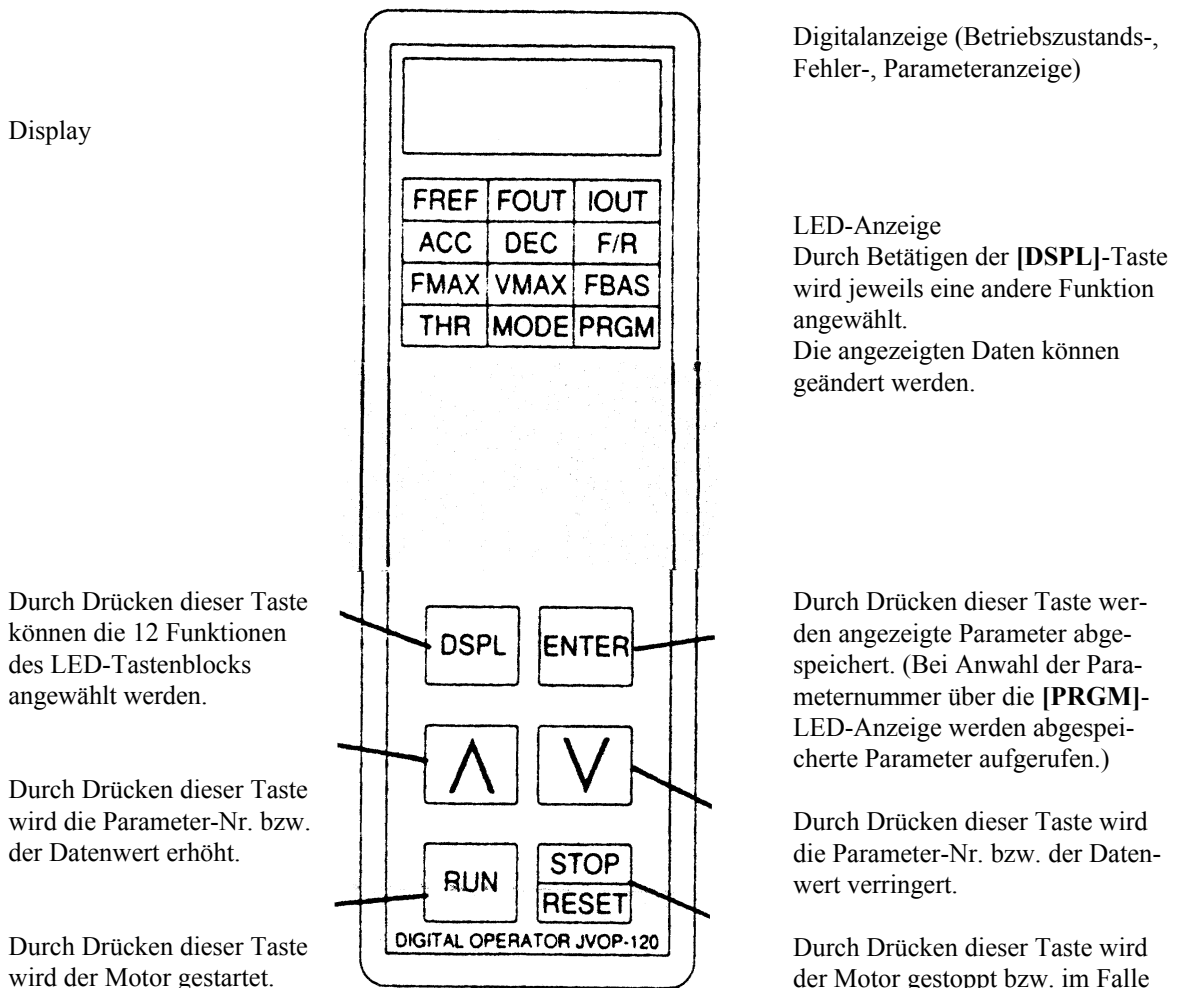 Display
Digitalanzeige (Betriebszustands-,
Fehler-, Parameteranzeige)
FREF FOUT IOUT
ACC DEC F/R
FMAX VMAX FBAS
THR MODE PRGM
LED-Anzeige
Durch Betätigen der [DSPL]-Taste
wird jeweils eine andere Funktion
angewählt.
Die angezeigten Daten können
geändert werden.
Durch Drücken dieser Taste
können die 12 Funktionen
des LED-Tastenblocks
angewählt werden.
Durch Drücken dieser Taste
wird die Parameter-Nr. bzw.
der Datenwert erhöht.
Durch Drücken dieser Taste
wird der Motor gestartet.
DSPL ENTER
RUN STOP
RESET
DIGITAL OPERATOR JVOP-120
Durch Drücken dieser Taste wer-
den angezeigte Parameter abge-
speichert. (Bei Anwahl der Para-
meternummer über die [PRGM]-
LED-Anzeige werden abgespei-
cherte Parameter aufgerufen.)
Durch Drücken dieser Taste wird
die Parameter-Nr. bzw. der Daten-
wert verringert.
Durch Drücken dieser Taste wird
der Motor gestoppt bzw. im Falle